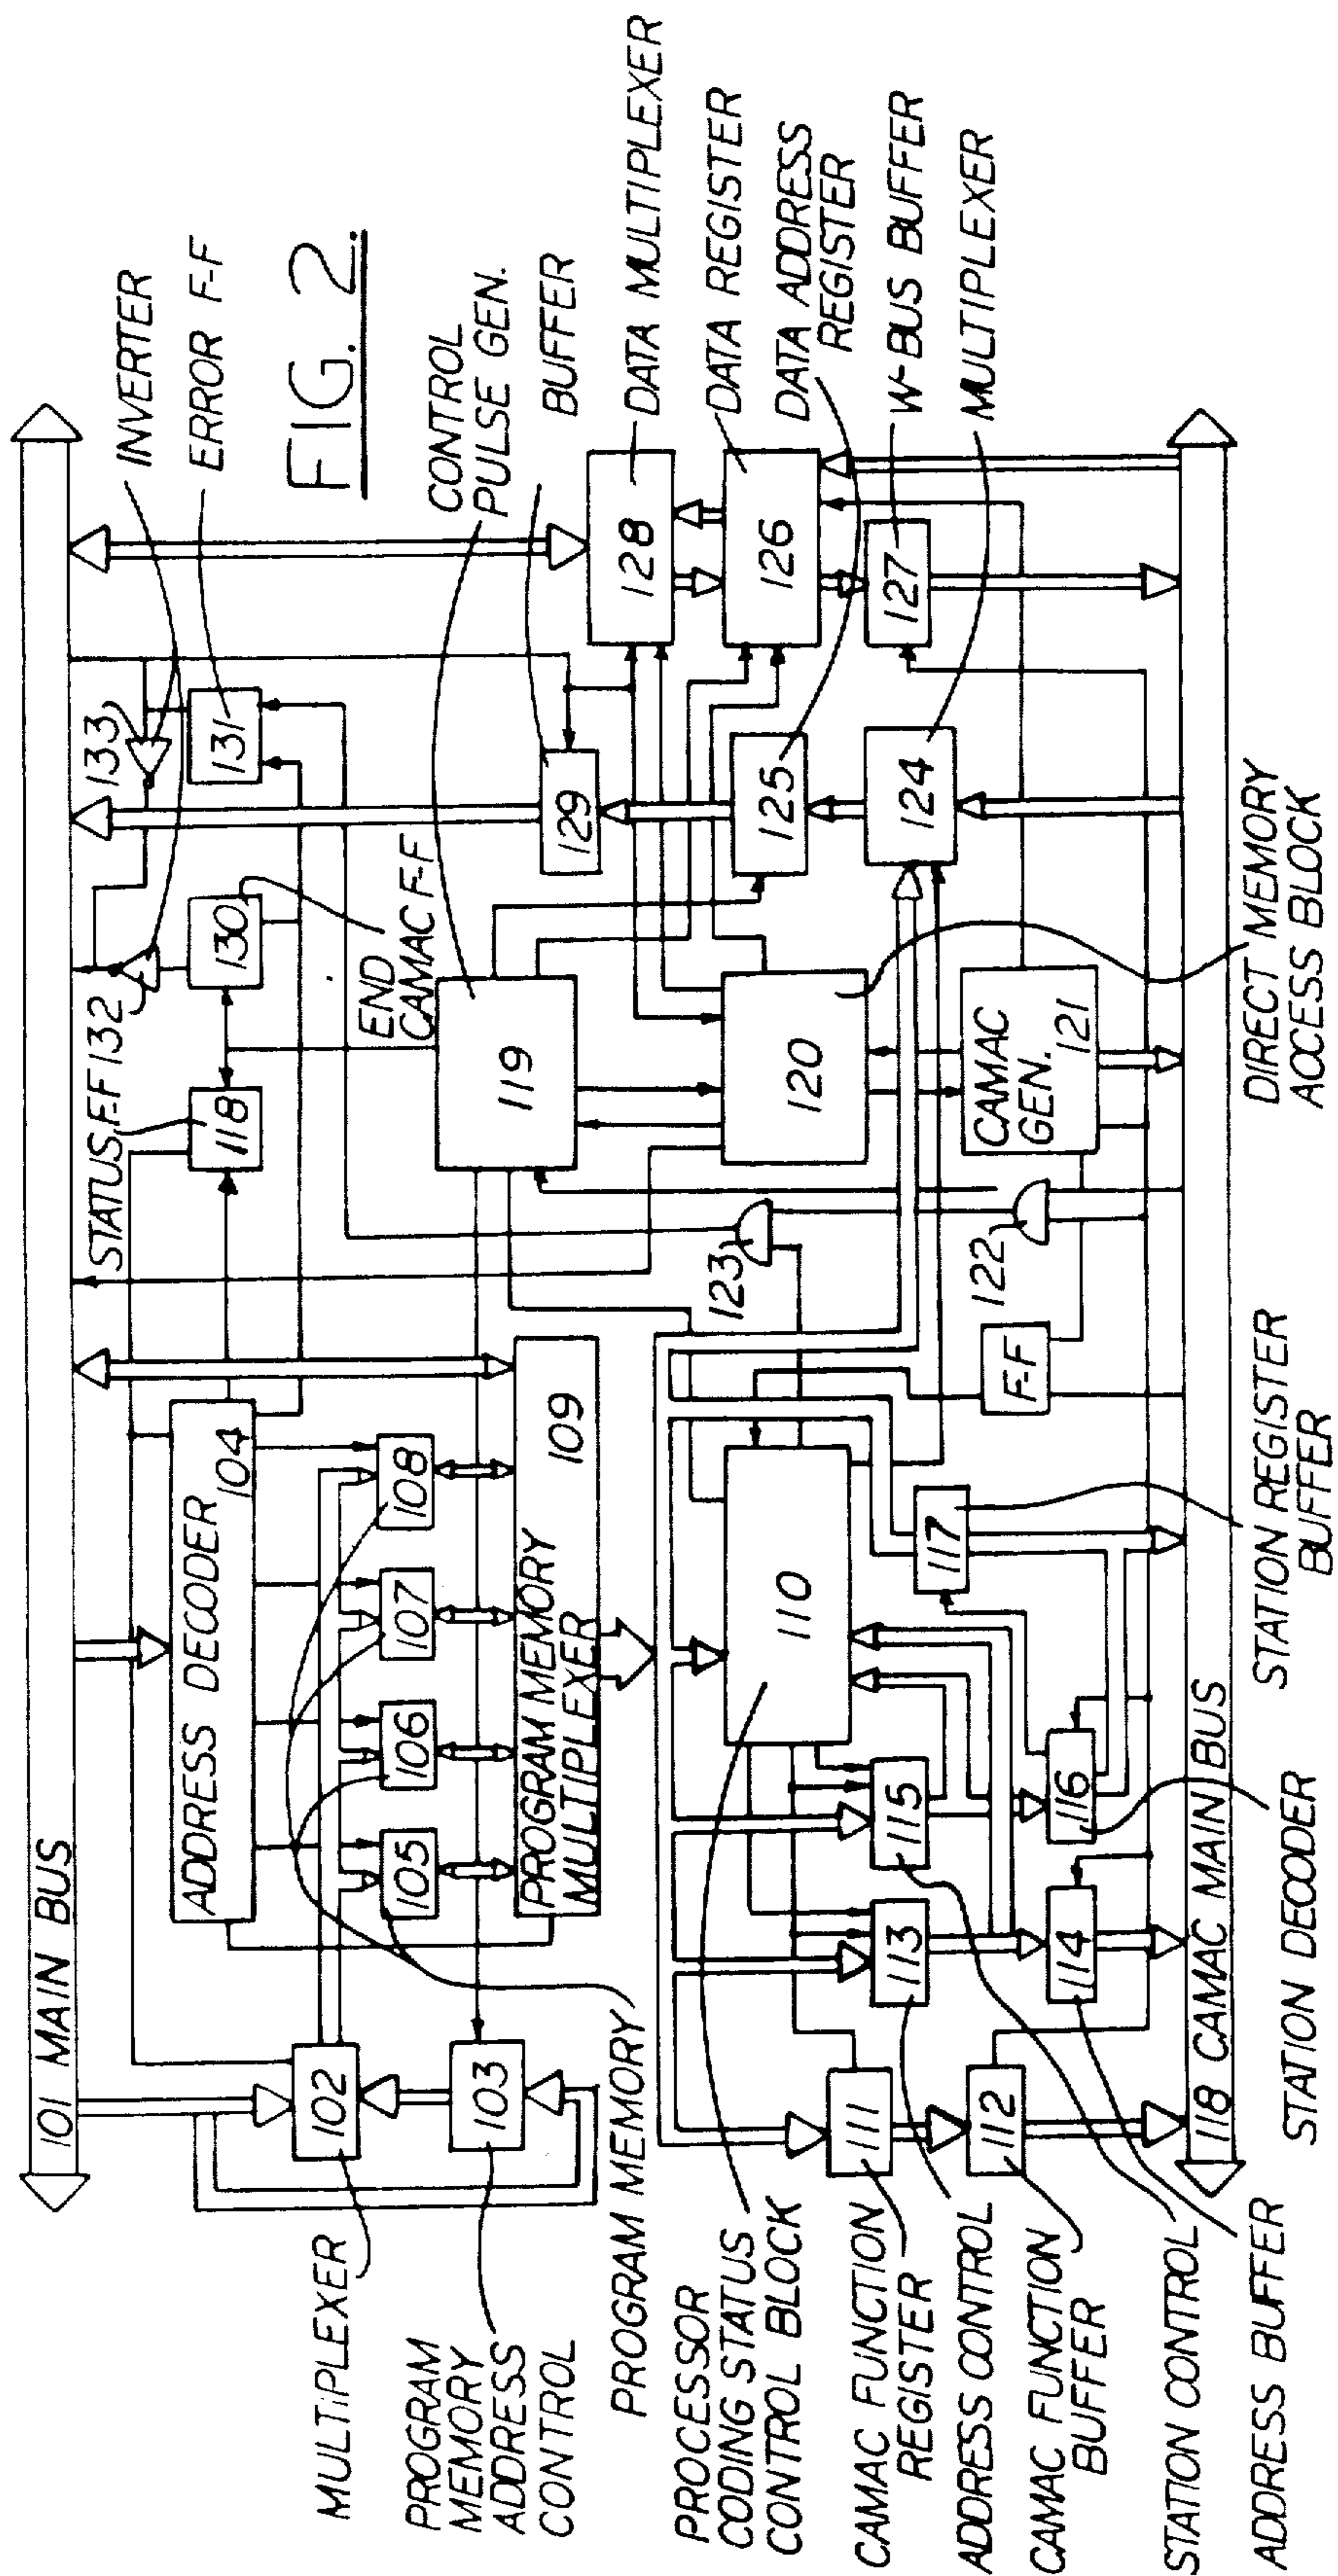 FIG. 2.
101 MAIN BUS
INVERTER
ERROR F-F
133
STATUS F-F 132
131
130
118
END
CAMAC F-F
CONTROL
PULSE GEN.
BUFFER
DATA MULTIPLEXER
DATA REGISTER
DATA ADDRESS
REGISTER
W-BUS BUFFER
MULTIPLEXER
ADDRESS DECODER
104
102
103
105
106
107
108
PROGRAM MEMORY
MULTIPLEXER
109
119
129
128
120
125
126
127
124
123
122
CAMAC
GEN.
121
F-F
110
117
115
116
113
114
111
112
118 CAMAC MAIN BUS
MULTIPLEXER
PROGRAM
MEMORY
ADDRESS
CONTROL
PROGRAM MEMORY
PROCESSOR
CODING STATUS
CONTROL BLOCK
CAMAC FUNCTION
REGISTER
ADDRESS CONTROL
CAMAC FUNCTION
BUFFER
STATION CONTROL
ADDRESS BUFFER
STATION DECODER
STATION REGISTER
BUFFER
DIRECT MEMORY
ACCESS BLOCK